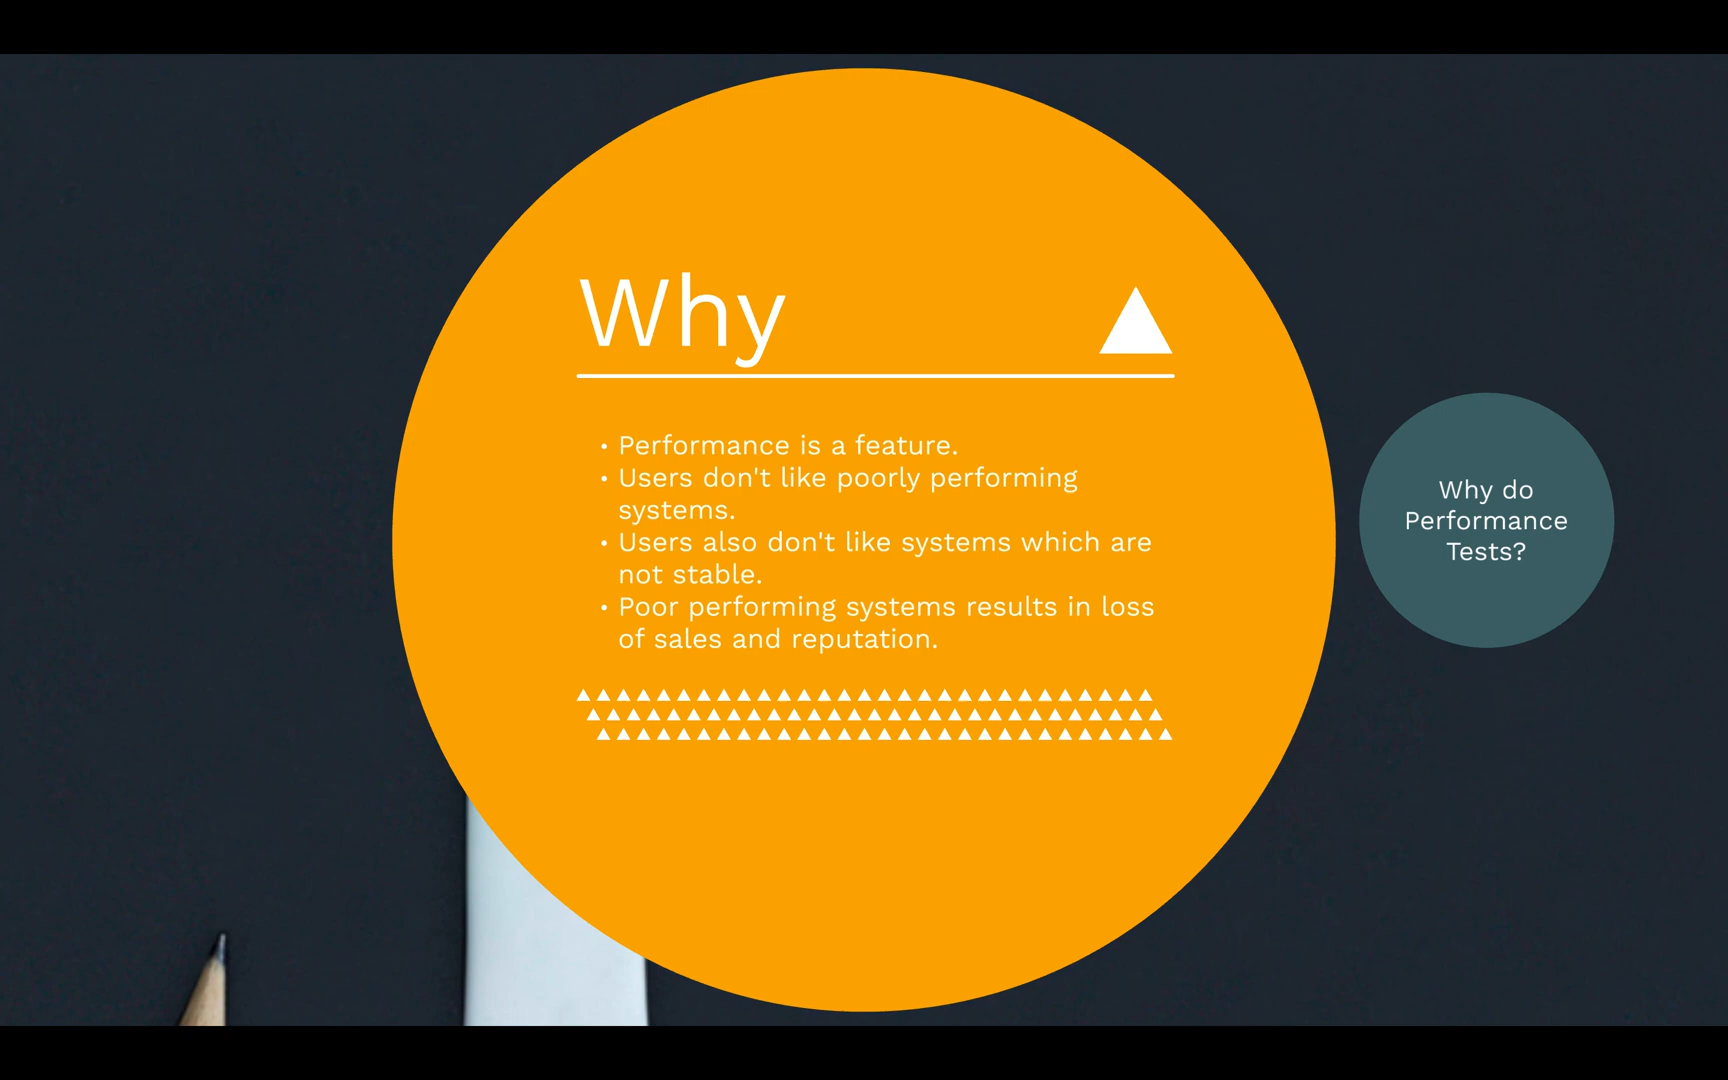 Why
• Performance is a feature.
• Users don't like poorly performing
systems.
• Users also don't like systems which are
not stable.
• Poor performing systems results in loss
of sales and reputation.
Why do
Performance
Tests?